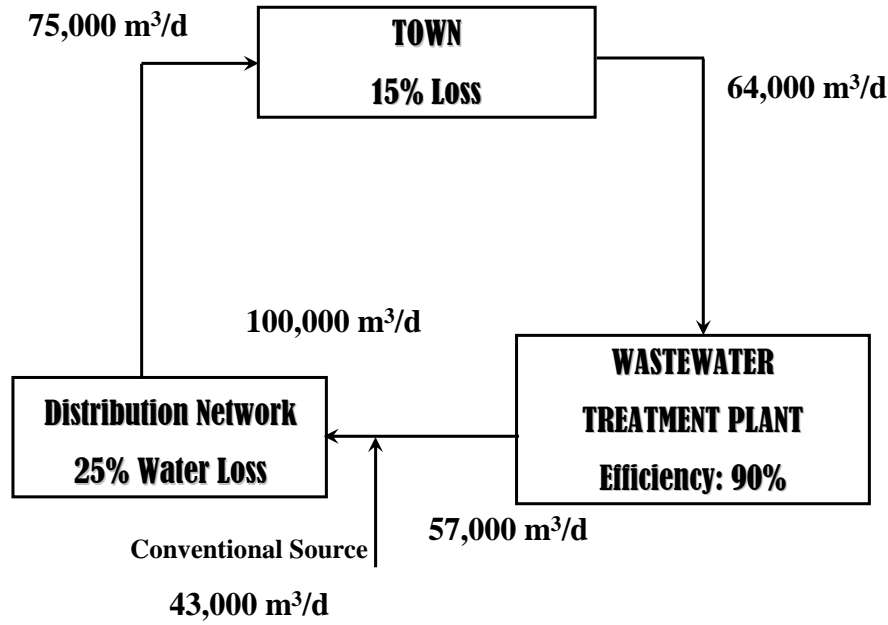 75,000 m³/d
TOWN
15% Loss
64,000 m³/d
100,000 m³/d
Distribution Network
25% Water Loss
WASTEWATER
TREATMENT PLANT
Efficiency: 90%
57,000 m³/d
Conventional Source
43,000 m³/d